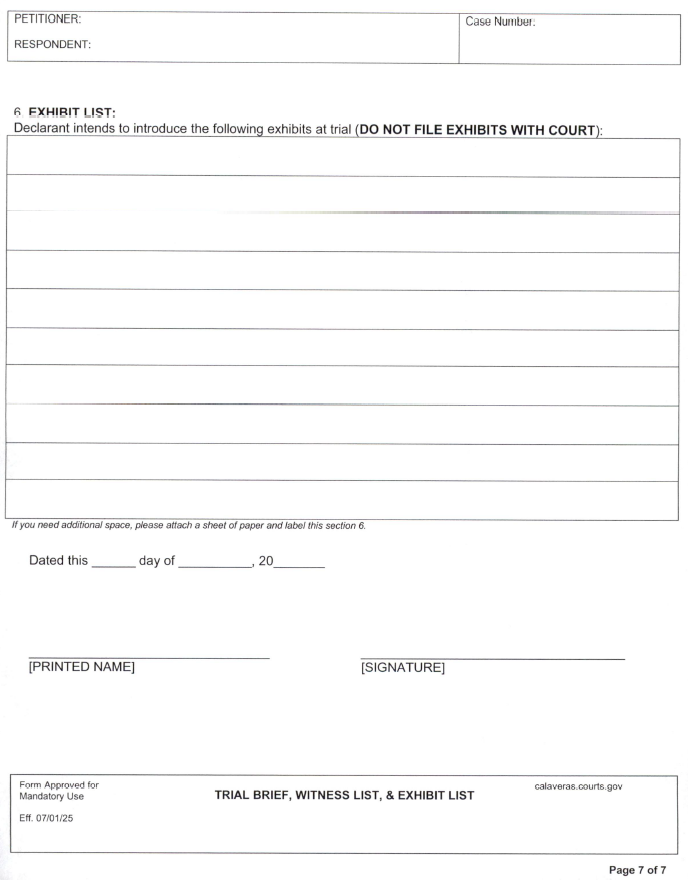 PETITIONER:
Case Number:
RESPONDENT:
6. EXHIBIT LIST:
Declarant intends to introduce the following exhibits at trial (DO NOT FILE EXHIBITS WITH COURT):
If you need additional space, please attach a sheet of paper and label this section 6.
Dated this ______ day of __________, 20_______
[PRINTED NAME]
[SIGNATURE]
Form Approved for
Mandatory Use
Eff. 07/01/25
TRIAL BRIEF, WITNESS LIST, & EXHIBIT LIST
calaveras.courts.gov
Page 7 of 7